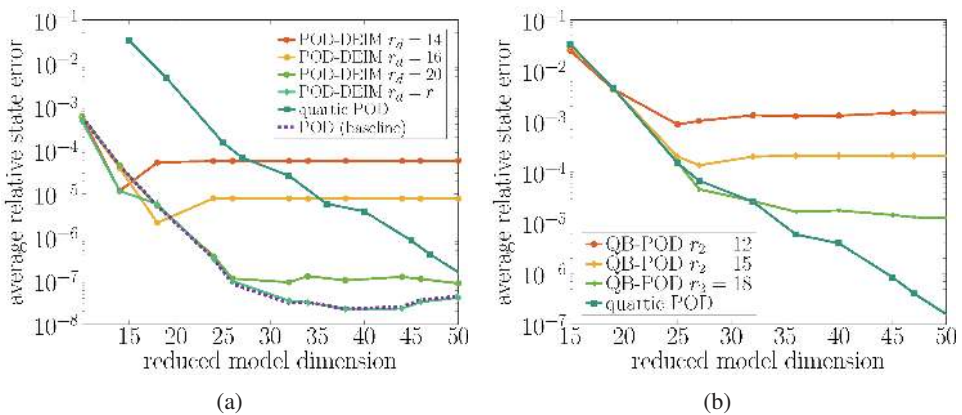 average relative state error
10^-1
10^-2
10^-3
10^-4
10^-5
10^-6
10^-7
10^-8
POD-DEIM r_d = 14
POD-DEIM r_d = 16
POD-DEIM r_d = 20
POD-DEIM r_d = r
quartic POD
POD (baseline)
15 20 25 30 35 40 45 50
reduced model dimension
(a)
average relative state error
10^-1
10^-2
10^-3
10^-4
10^-5
10^-6
10^-7
QB-POD r_2 12
QB-POD r_2 15
QB-POD r_2 = 18
quartic POD
15 20 25 30 35 40 45 50
reduced model dimension
(b)